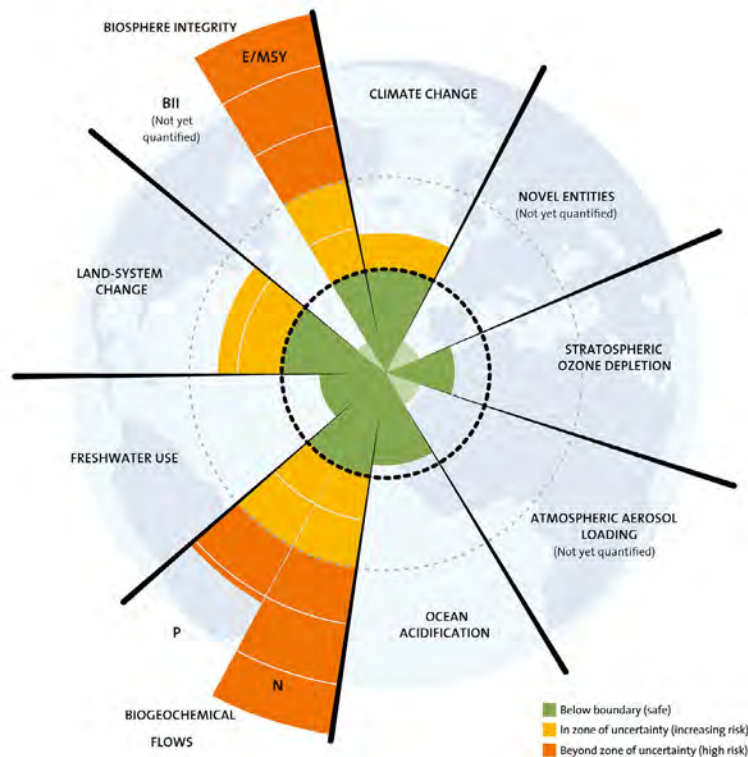 BIOSPHERE INTEGRITY
E/MSY
BII
(Not yet
quantified)
CLIMATE CHANGE
NOVEL ENTITIES
(Not yet quantified)
LAND-SYSTEM
CHANGE
STRATOSPHERIC
OZONE DEPLETION
FRESHWATER USE
ATMOSPHERIC AEROSOL
LOADING
(Not yet quantified)
OCEAN
ACIDIFICATION
P
N
BIOGEOCHEMICAL
FLOWS
Below boundary (safe)
In zone of uncertainty (increasing risk)
Beyond zone of uncertainty (high risk)